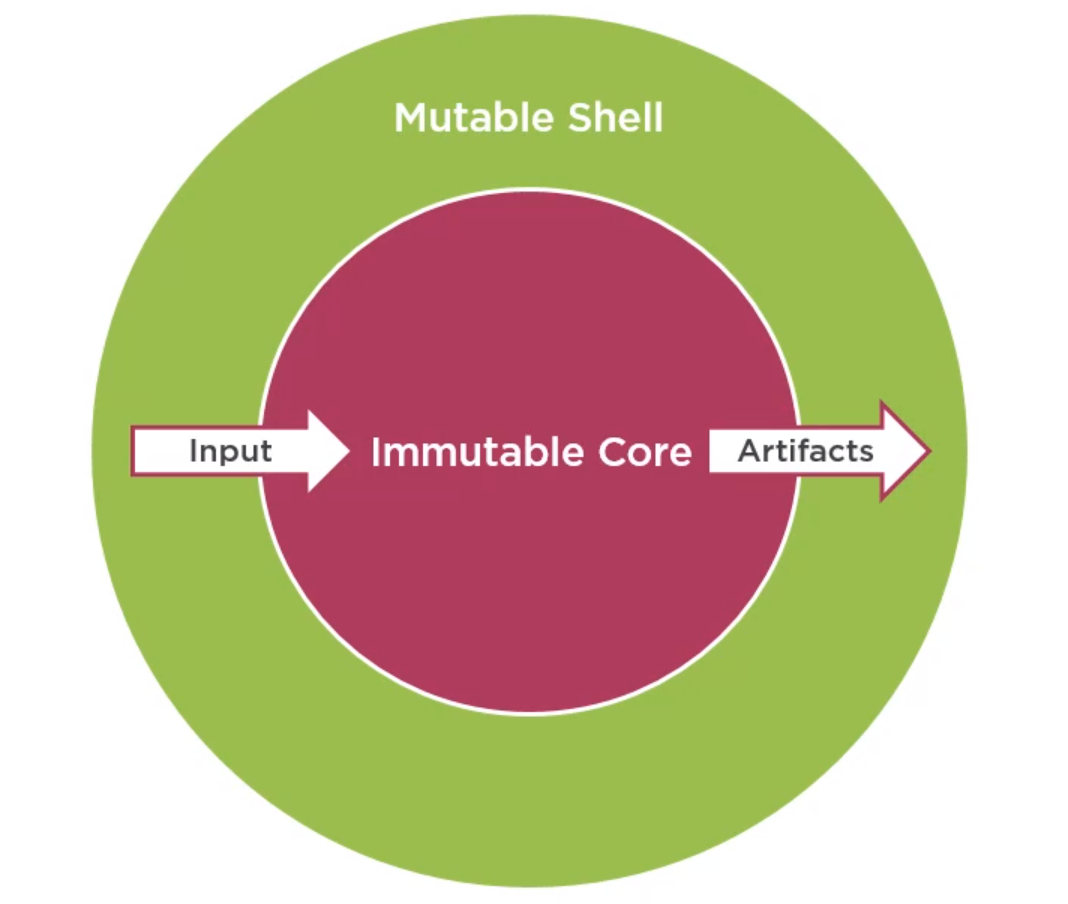 Mutable Shell
Input
Immutable Core
Artifacts